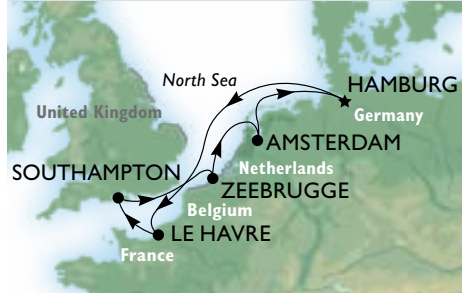 North Sea
HAMBURG
Germany
United Kingdom
AMSTERDAM
Netherlands
SOUTHAMPTON
ZEEBRUGGE
Belgium
LE HAVRE
France